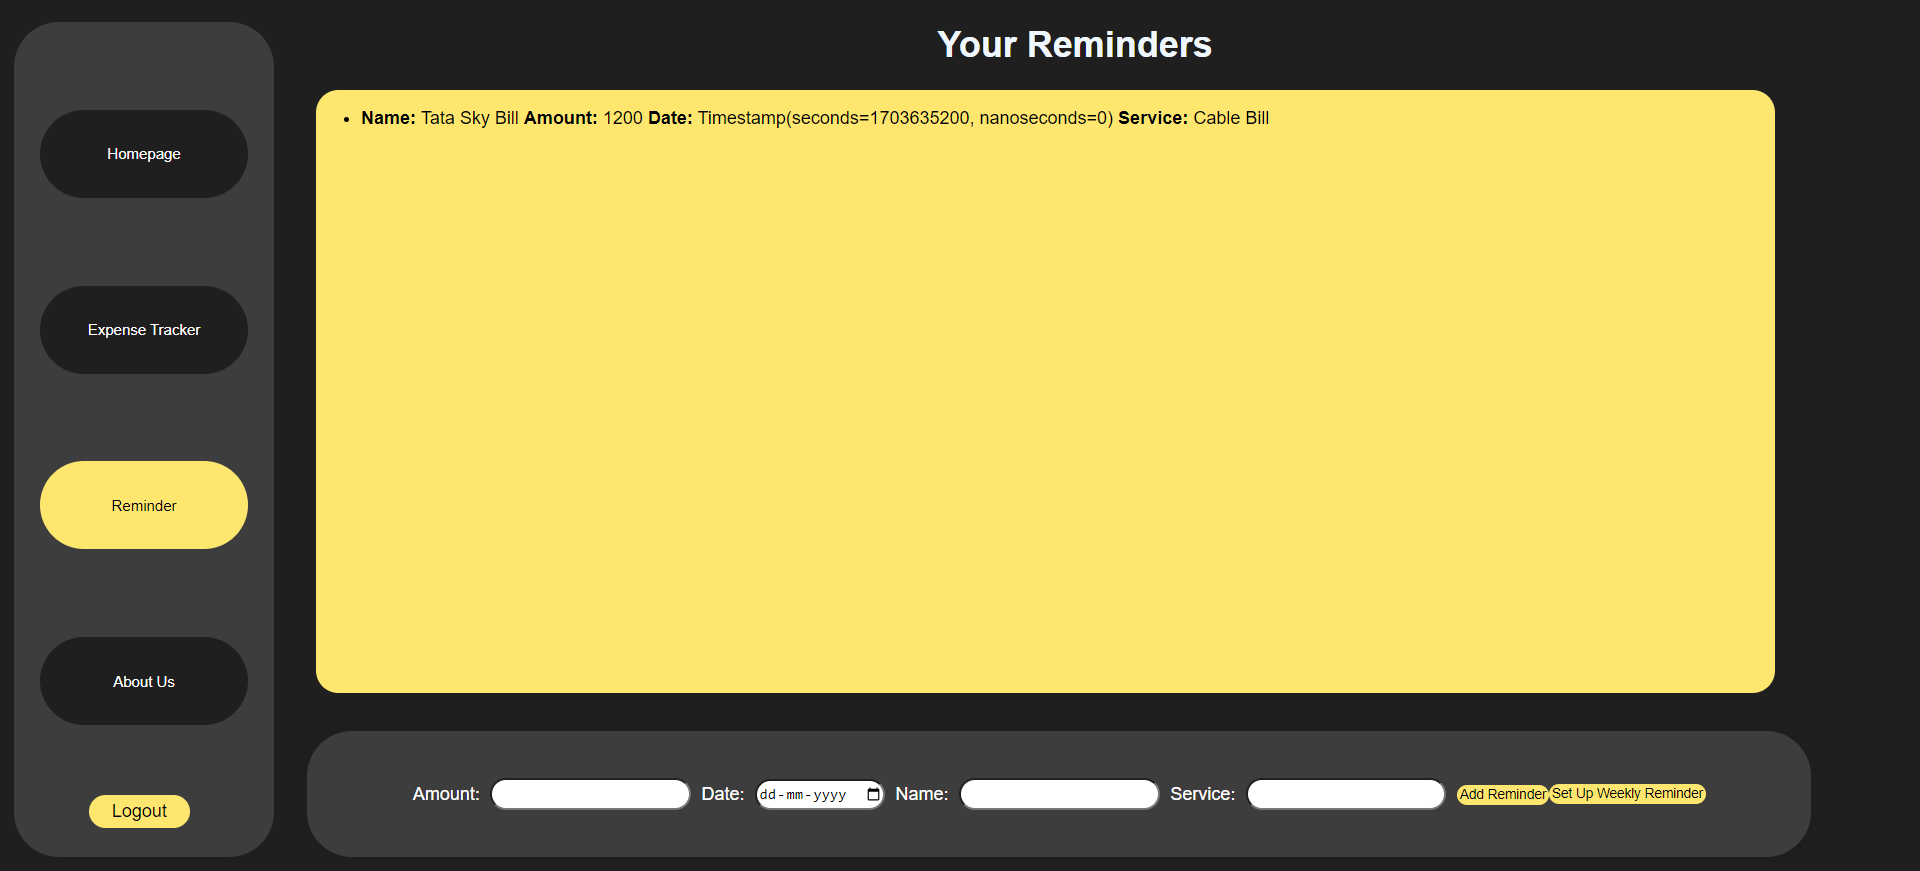 Your Reminders
• Name: Tata Sky Bill Amount: 1200 Date: Timestamp(seconds=1703635200, nanoseconds=0) Service: Cable Bill
Homepage
Expense Tracker
Reminder
About Us
Logout
Amount: Date: dd-mm-yyyy Name: Service: Add Reminder Set Up Weekly Reminder